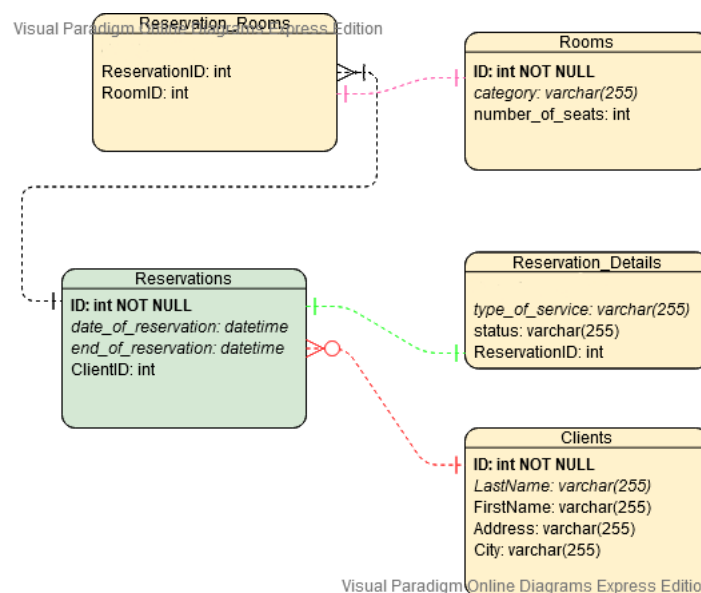 Visual Paradigm Online Diagrams Express Edition
Reservation_Rooms
ReservationID: int
RoomID: int
Rooms
ID: int NOT NULL
category: varchar(255)
number_of_seats: int
Reservations
ID: int NOT NULL
date_of_reservation: datetime
end_of_reservation: datetime
ClientID: int
Reservation_Details
type_of_service: varchar(255)
status: varchar(255)
ReservationID: int
Clients
ID: int NOT NULL
LastName: varchar(255)
FirstName: varchar(255)
Address: varchar(255)
City: varchar(255)
Visual Paradigm Online Diagrams Express Editio